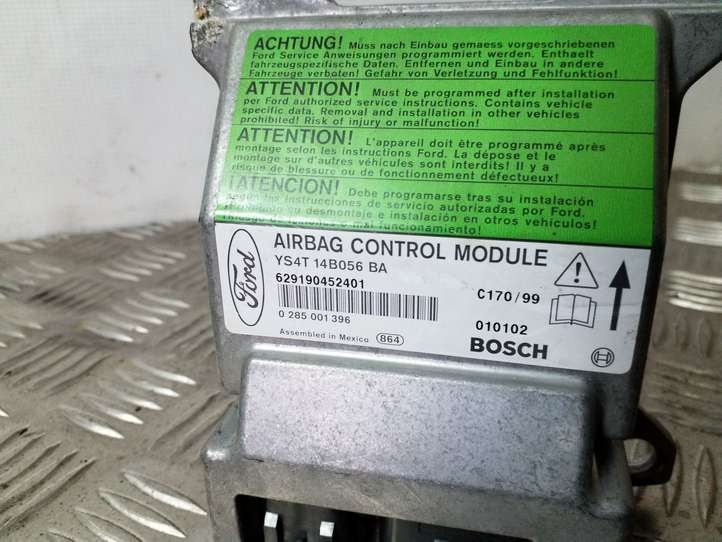 ACHTUNG! Muss nach Einbau gemaess vorgeschriebenen
Ford Service Anweisungen programmiert werden. Enthaelt
fahrzeugspezifische Daten. Entfernen und Einbau in andere
Fahrzeuge verboten! Gefahr von Verletzung und Fehlfunktion!
ATTENTION! Must be programmed after installation
per Ford authorized service instructions. Contains vehicle
specific data. Removal and installation in other vehicles
prohibited! Risk of injury or malfunction!
ATTENTION! L'appareil doit être programmé après
montage selon les instructions Ford. La dépose et le
montage sur d'autres véhicules sont interdits! Il y a
risque de blessure ou de fonctionnement défectueux!
¡ATENCION! Debe programarse tras su instalación
según las instrucciones de servicio autorizadas por Ford.
¡Prohibido su desmontaje e instalación en otros vehículos!
funcionamiento!
Ford
AIRBAG CONTROL MODULE
YS4T 14B056 BA
629190452401
C170/99
0 285 001 396
010102
Assembled in Mexico 864
BOSCH